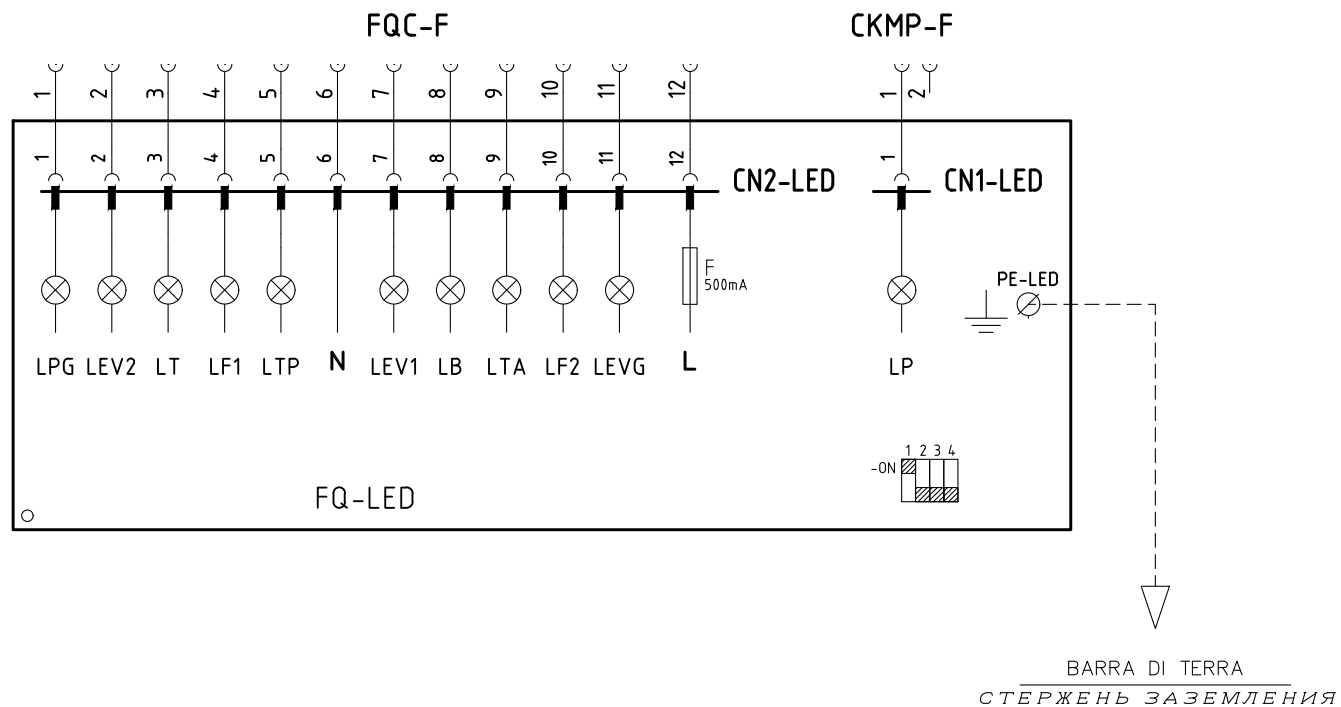 FQC-F CKMP-F
1 2 3 4 5 6 7 8 9 10 11 12 1 2
1 2 3 4 5 6 7 8 9 10 11 12 1
CN2-LED CN1-LED
F
500mA
PE-LED
LPG LEV2 LT LF1 LTP N LEV1 LB LTA LF2 LEVG L LP
1 2 3 4
-ON
FQ-LED
BARRA DI TERRA
СТЕРЖЕНЬ ЗАЗЕМЛЕНИЯ